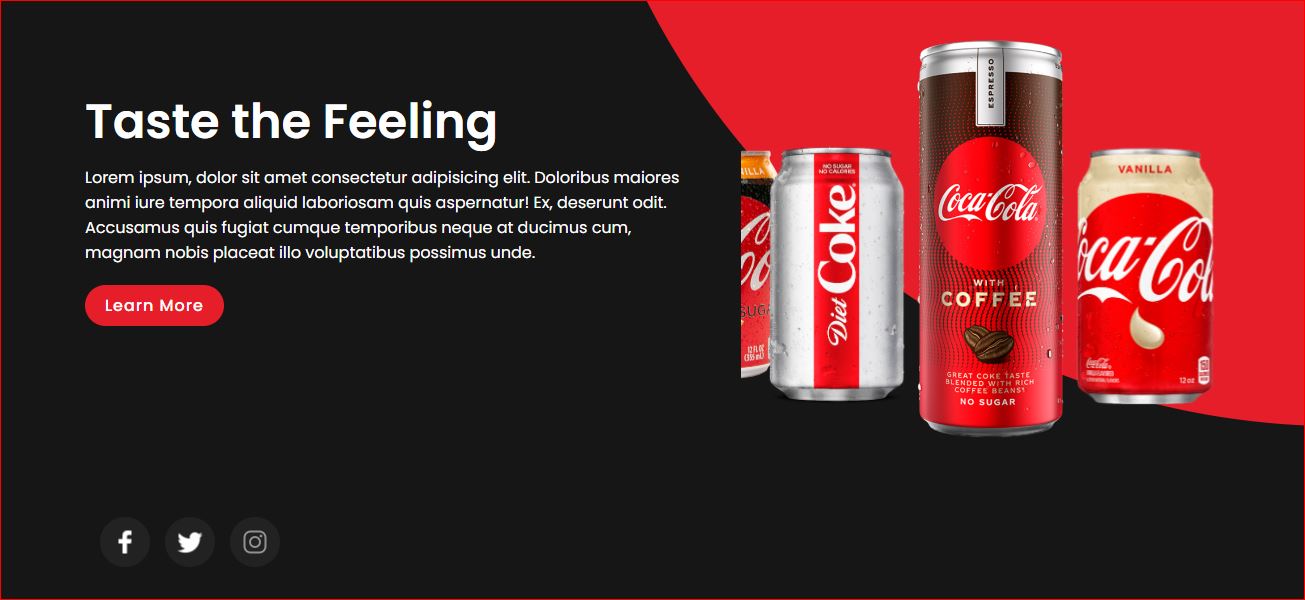 Taste the Feeling
Lorem ipsum, dolor sit amet consectetur adipisicing elit. Doloribus maiores
animi iure tempora aliquid laboriosam quis aspernatur! Ex, deserunt odit.
Accusamus quis fugiat cumque temporibus neque at ducimus cum,
magnam nobis placeat illo voluptatibus possimus unde.
Learn More
NO SUGAR
NO CALORIES
Diet Coke
ESPRESSO
Coca-Cola
WITH
COFFEE
GREAT COKE TASTE
BLENDED WITH RICH
COFFEE BEANS
NO SUGAR
VANILLA
12 oz